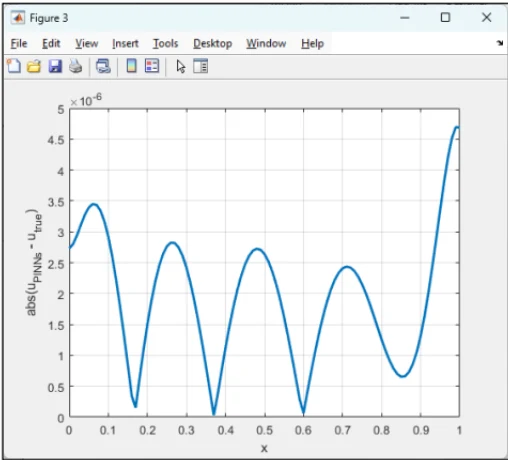 Figure 3
File Edit View Insert Tools Desktop Window Help
×10⁻⁶
5
4.5
4
3.5
3
2.5
2
1.5
1
0.5
0
abs(u_PINNs - u_true)
0 0.1 0.2 0.3 0.4 0.5 0.6 0.7 0.8 0.9 1
x